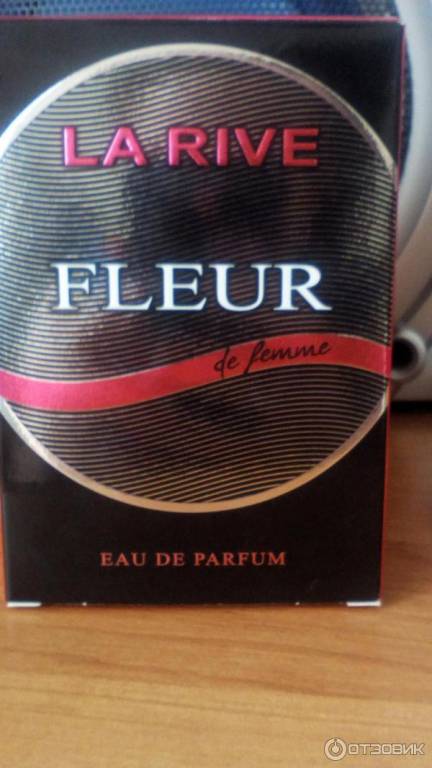 LA RIVE
FLEUR
de femme
EAU DE PARFUM
ОТЗОВИК